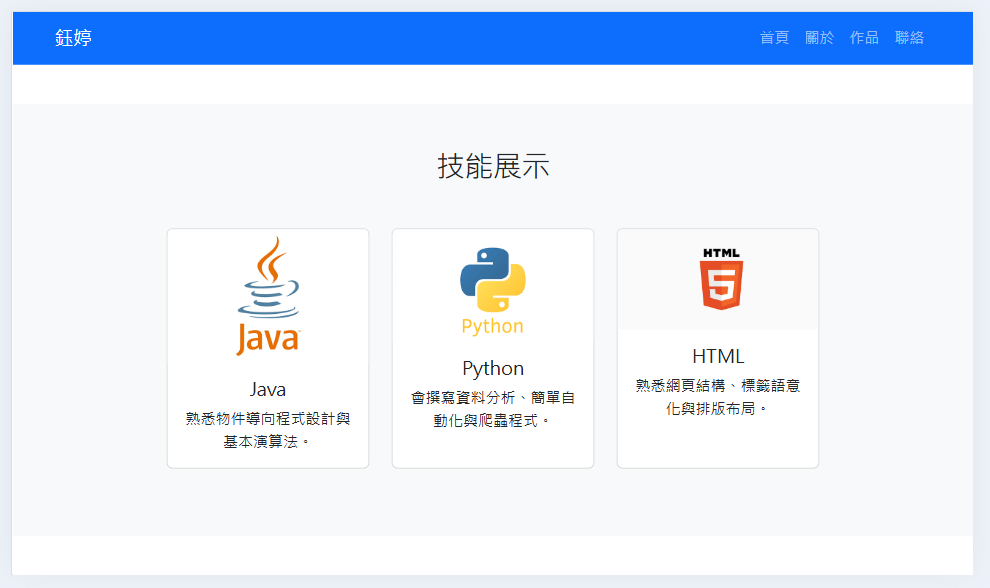 鈺婷
首頁 關於 作品 聯絡
技能展示
Java
Java
熟悉物件導向程式設計與
基本演算法。
Python
Python
會撰寫資料分析、簡單自
動化與爬蟲程式。
HTML
5
HTML
熟悉網頁結構、標籤語意
化與排版布局。